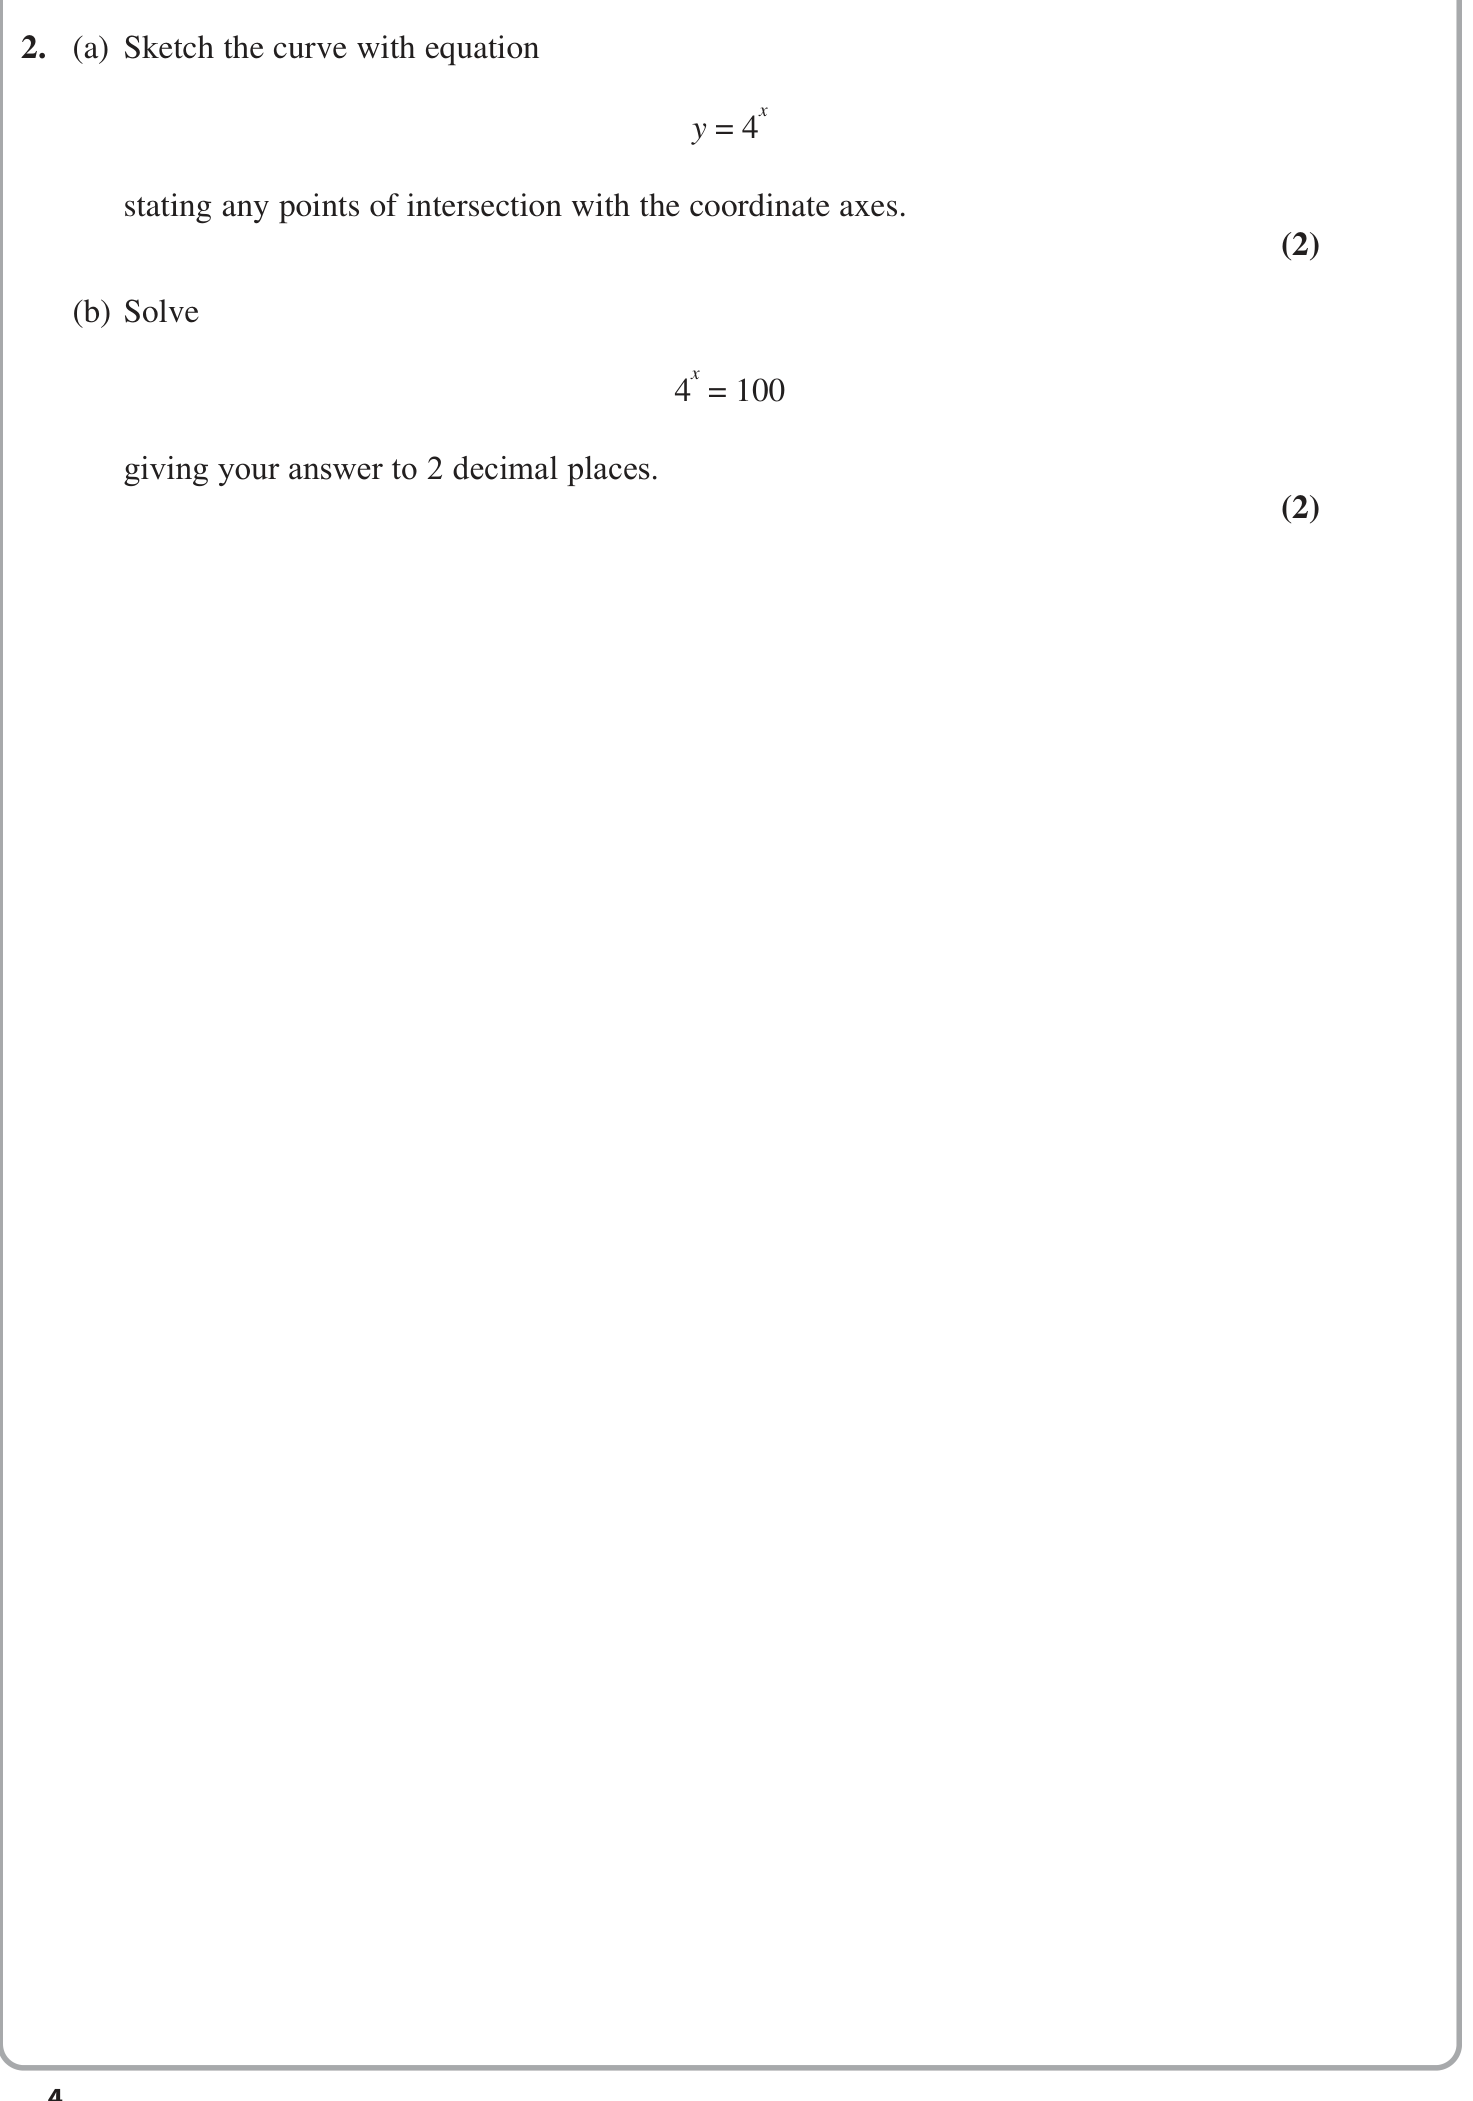 2. (a) Sketch the curve with equation
y = 4^x
stating any points of intersection with the coordinate axes.
(2)
(b) Solve
4^x = 100
giving your answer to 2 decimal places.
(2)
4